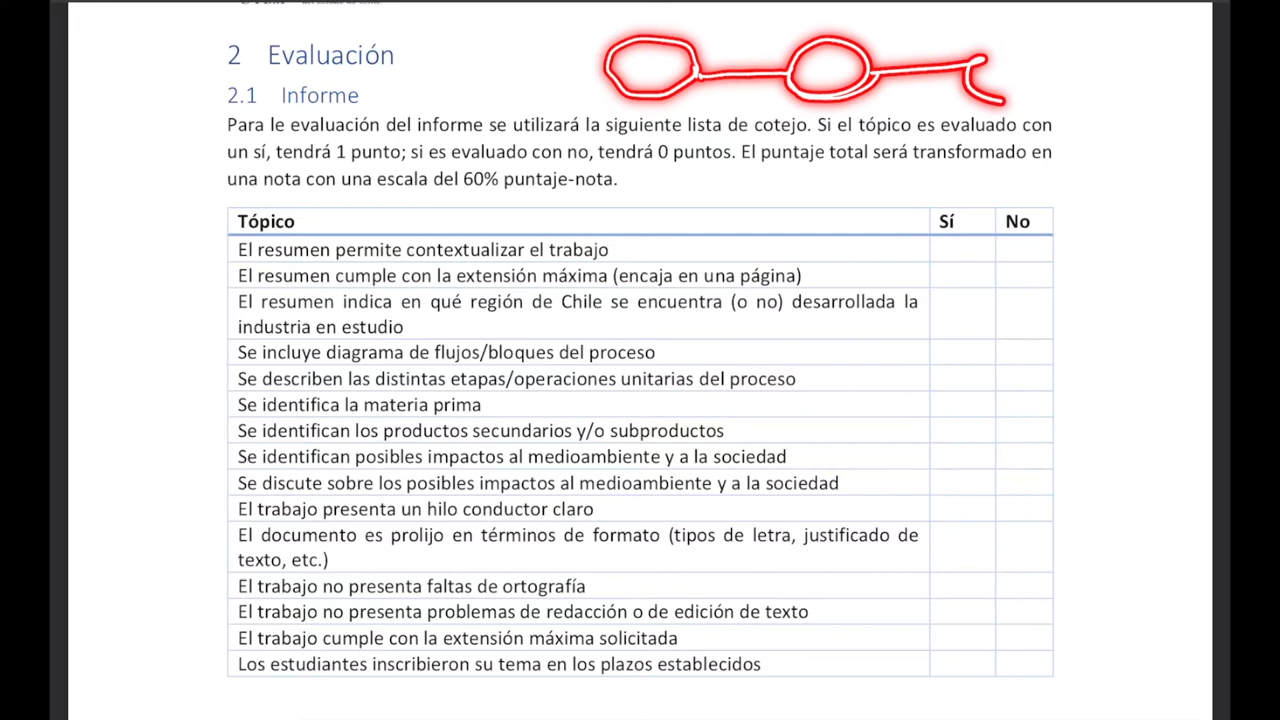 2 Evaluación
2.1 Informe
Para le evaluación del informe se utilizará la siguiente lista de cotejo. Si el tópico es evaluado con
un sí, tendrá 1 punto; si es evaluado con no, tendrá 0 puntos. El puntaje total será transformado en
una nota con una escala del 60% puntaje-nota.
Tópico Sí No
El resumen permite contextualizar el trabajo
El resumen cumple con la extensión máxima (encaja en una página)
El resumen indica en qué región de Chile se encuentra (o no) desarrollada la
industria en estudio
Se incluye diagrama de flujos/bloques del proceso
Se describen las distintas etapas/operaciones unitarias del proceso
Se identifica la materia prima
Se identifican los productos secundarios y/o subproductos
Se identifican posibles impactos al medioambiente y a la sociedad
Se discute sobre los posibles impactos al medioambiente y a la sociedad
El trabajo presenta un hilo conductor claro
El documento es prolijo en términos de formato (tipos de letra, justificado de
texto, etc.)
El trabajo no presenta faltas de ortografía
El trabajo no presenta problemas de redacción o de edición de texto
El trabajo cumple con la extensión máxima solicitada
Los estudiantes inscribieron su tema en los plazos establecidos